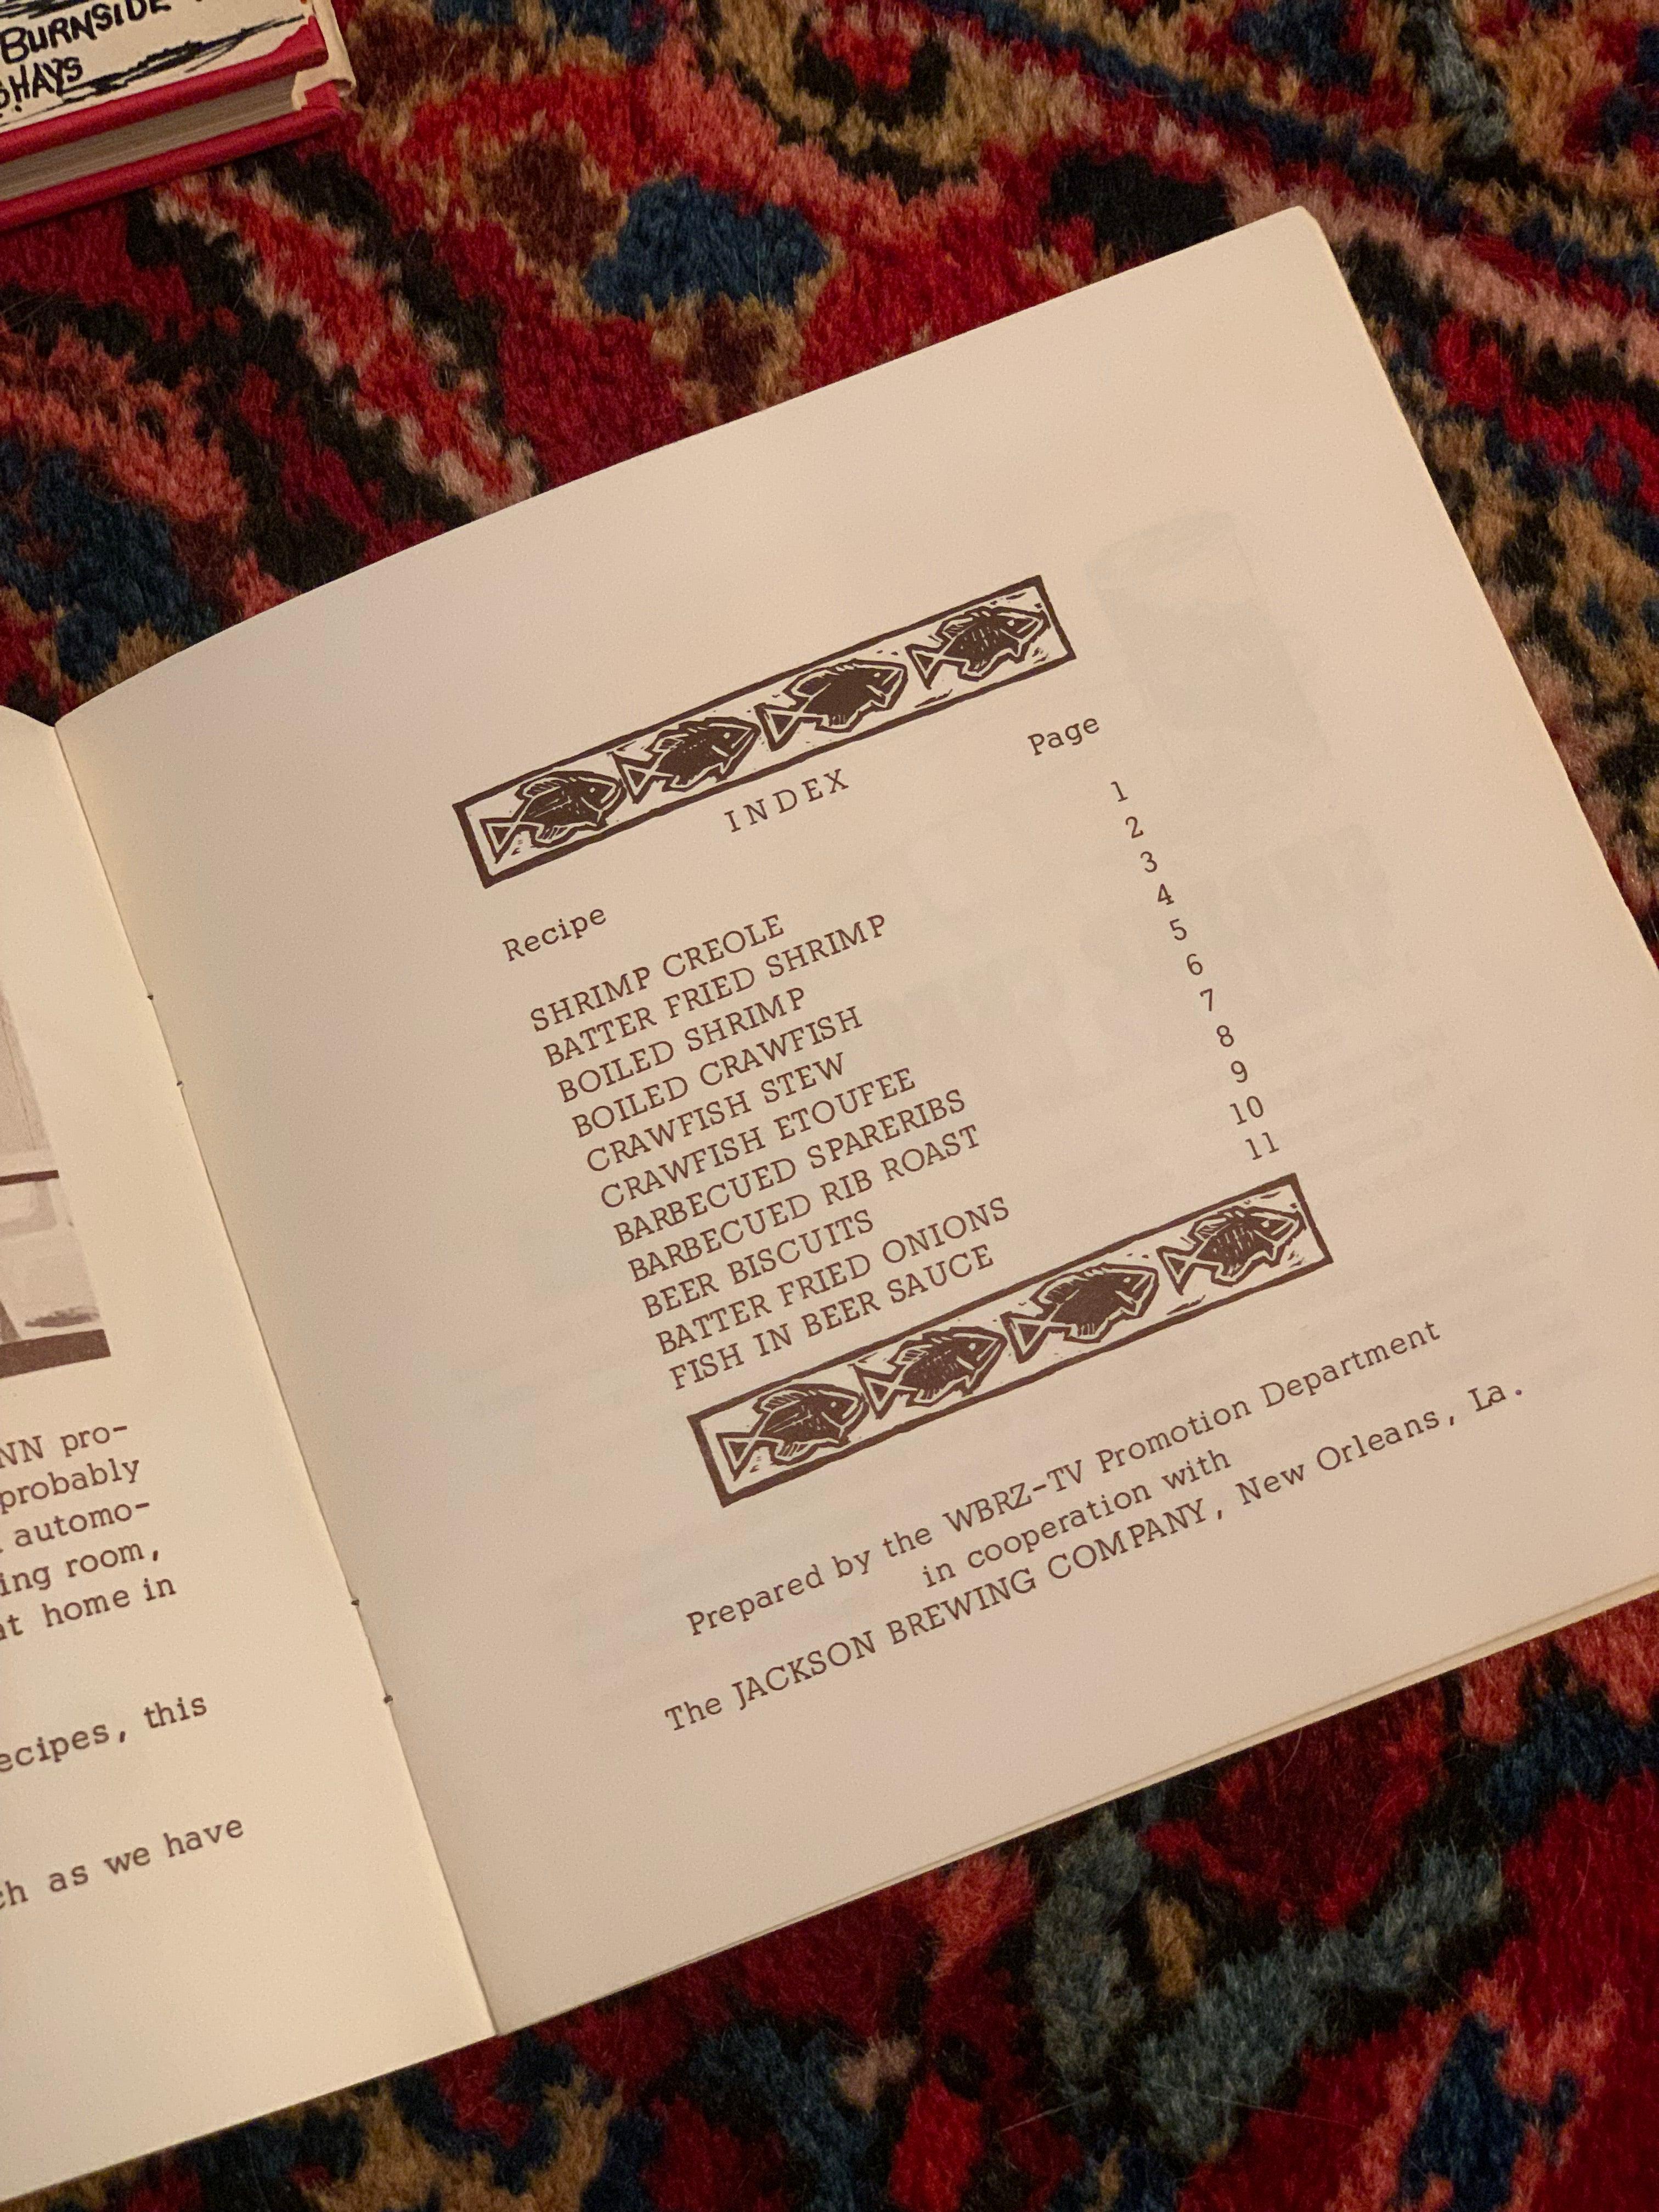 BURNSIDE
HAYS
NN pro-
probably
automo-
ing room,
at home in
ecipes, this
ch as we have
INDEX
Recipe Page
SHRIMP CREOLE 1
BATTER FRIED SHRIMP 2
BOILED SHRIMP 3
BOILED CRAWFISH 4
CRAWFISH STEW 5
CRAWFISH ETOUFEE 6
BARBECUED SPARERIBS 7
BARBECUED RIB ROAST 8
BEER BISCUITS 9
BATTER FRIED ONIONS 10
FISH IN BEER SAUCE 11
Prepared by the WBRZ-TV Promotion Department
in cooperation with
The JACKSON BREWING COMPANY, New Orleans, La.